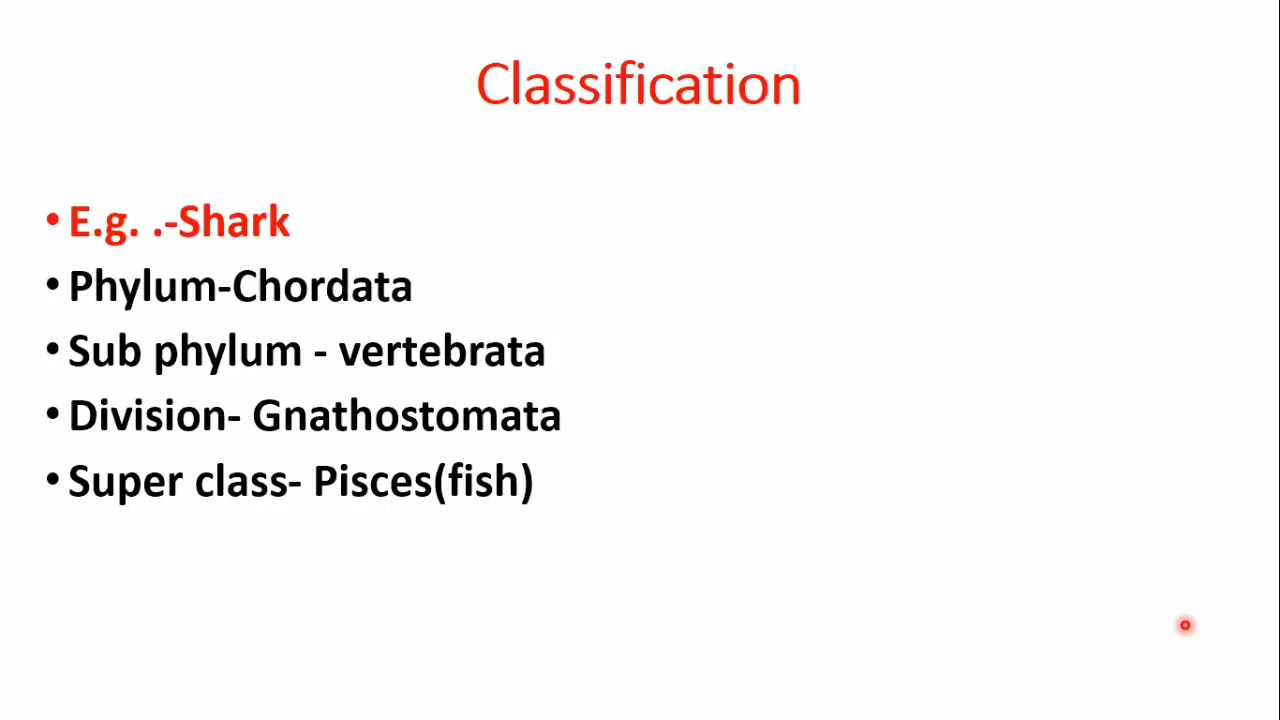 Classification
• E.g. .-Shark
• Phylum-Chordata
• Sub phylum - vertebrata
• Division- Gnathostomata
• Super class- Pisces(fish)